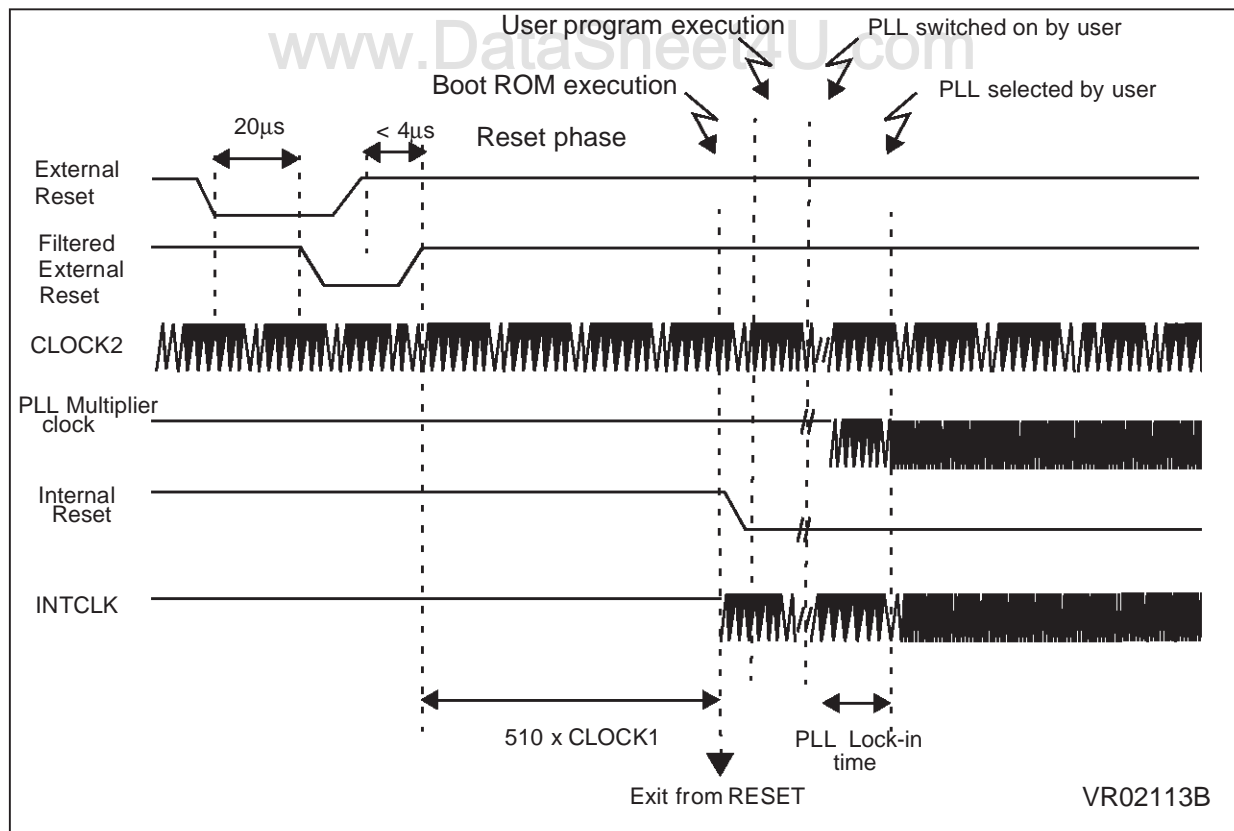 www.DataSheet4U.com
User program execution
PLL switched on by user
Boot ROM execution
PLL selected by user
20µs
< 4µs
Reset phase
External
Reset
Filtered
External
Reset
CLOCK2
PLL Multiplier
clock
Internal
Reset
INTCLK
510 x CLOCK1
PLL Lock-in
time
Exit from RESET
VR02113B